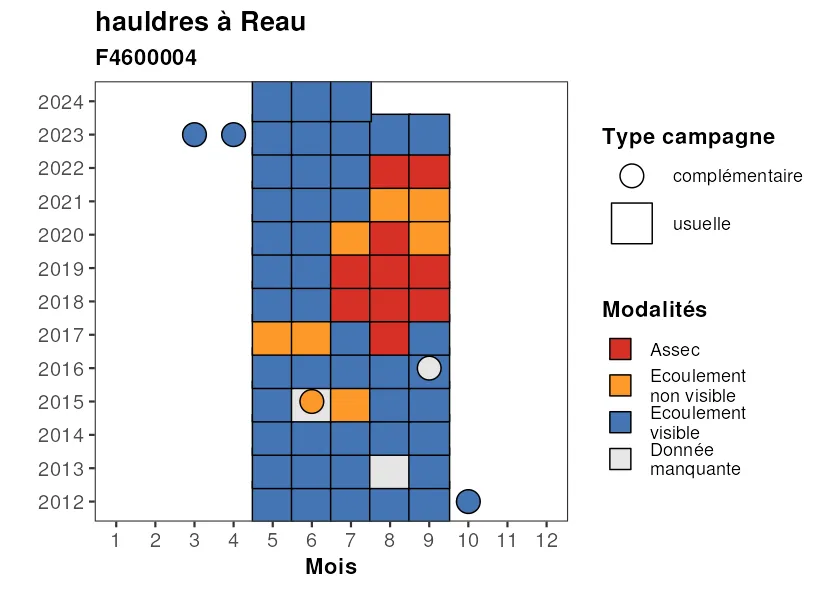 hauldres à Reau
F4600004
2024
2023
2022
2021
2020
2019
2018
2017
2016
2015
2014
2013
2012
1 2 3 4 5 6 7 8 9 10 11 12
Mois
Type campagne
complémentaire
usuelle
Modalités
Assec
Ecoulement
non visible
Ecoulement
visible
Donnée
manquante